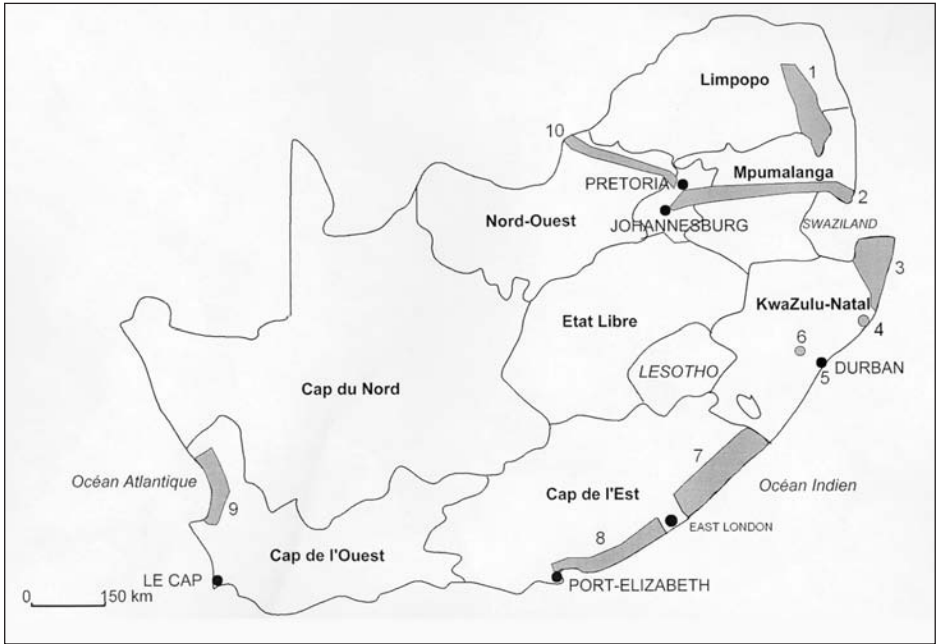 Limpopo
1
10
PRETORIA
Mpumalanga
2
Nord-Ouest
JOHANNESBURG
SWAZILAND
3
KwaZulu-Natal
4
Etat Libre
6
LESOTHO
5
DURBAN
Cap du Nord
7
Océan Atlantique
9
Cap de l'Est
Océan Indien
EAST LONDON
8
Cap de l'Ouest
LE CAP
PORT-ELIZABETH
0 150 km